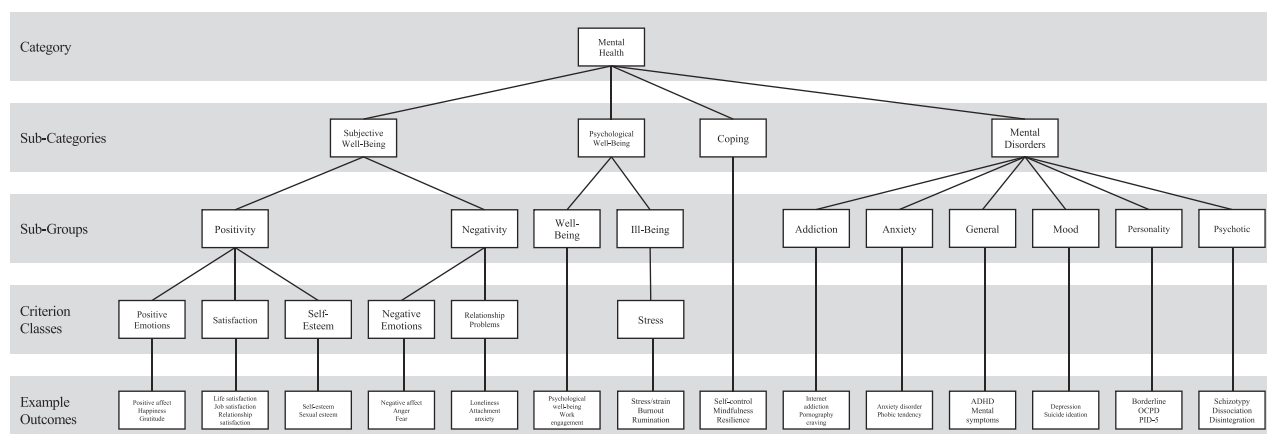 Category
Mental
Health
Sub-Categories
Subjective
Well-Being
Psychological
Well-Being
Coping
Mental
Disorders
Sub-Groups
Positivity
Negativity
Well-
Being
Ill-Being
Addiction
Anxiety
General
Mood
Personality
Psychotic
Criterion
Classes
Positive
Emotions
Satisfaction
Self-
Esteem
Negative
Emotions
Relationship
Problems
Stress
Example
Outcomes
Positive affect
Happiness
Gratitude
Life satisfaction
Job satisfaction
Relationship
satisfaction
Self-esteem
Sexual esteem
Negative affect
Anger
Fear
Loneliness
Attachment
anxiety
Psychological
well-being
Work
engagement
Stress/strain
Burnout
Rumination
Self-control
Mindfulness
Resilience
Internet
addiction
Pornography
craving
Anxiety disorder
Phobic tendency
ADHD
Mental
symptoms
Depression
Suicide ideation
Borderline
OCPD
PID-5
Schizotypy
Dissociation
Disintegration